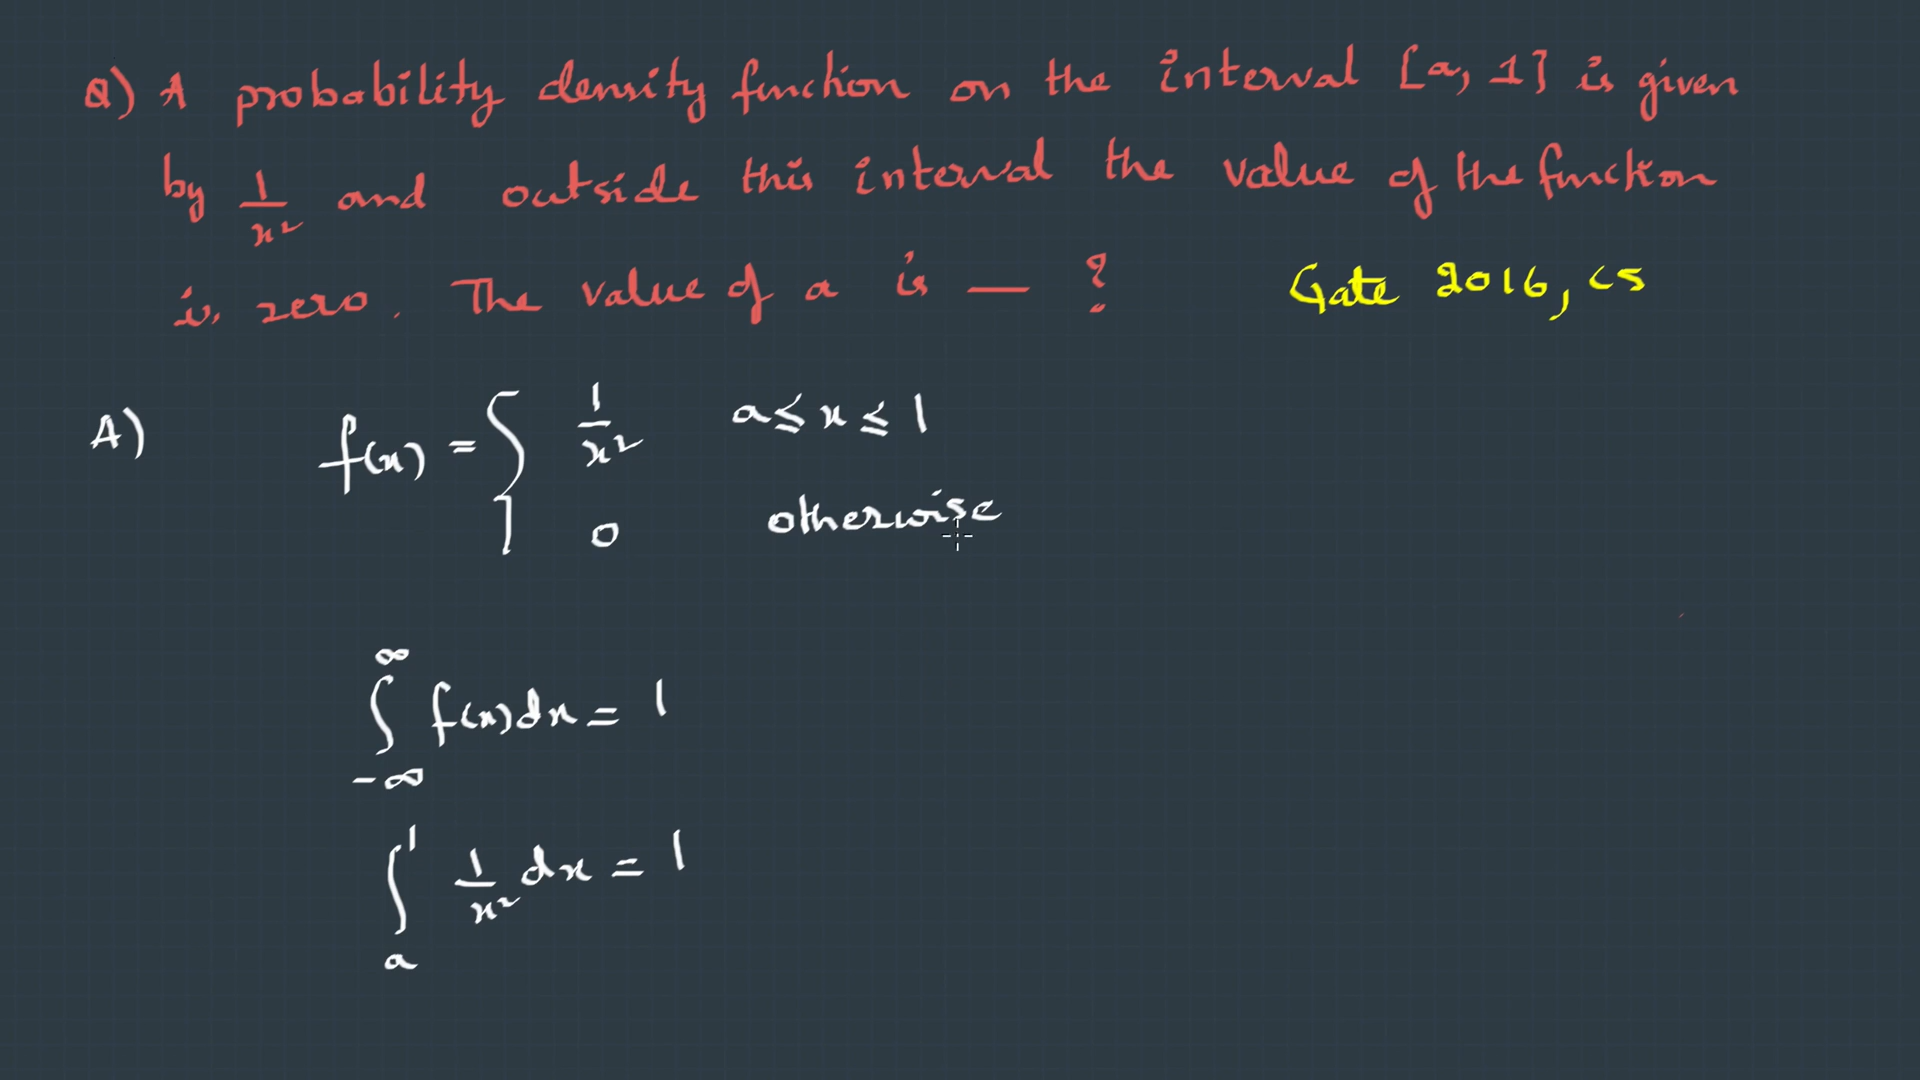 Q) A probability density function on the interval [a, 1] is given
by 1/x² and outside this interval the value of the function
is zero. The value of a is — ?
Gate 2016, CS
A) f(x) = { 1/x² a ≤ x ≤ 1
0 otherwise
∫_{-∞}^{∞} f(x)dx = 1
∫_{a}^{1} 1/x² dx = 1